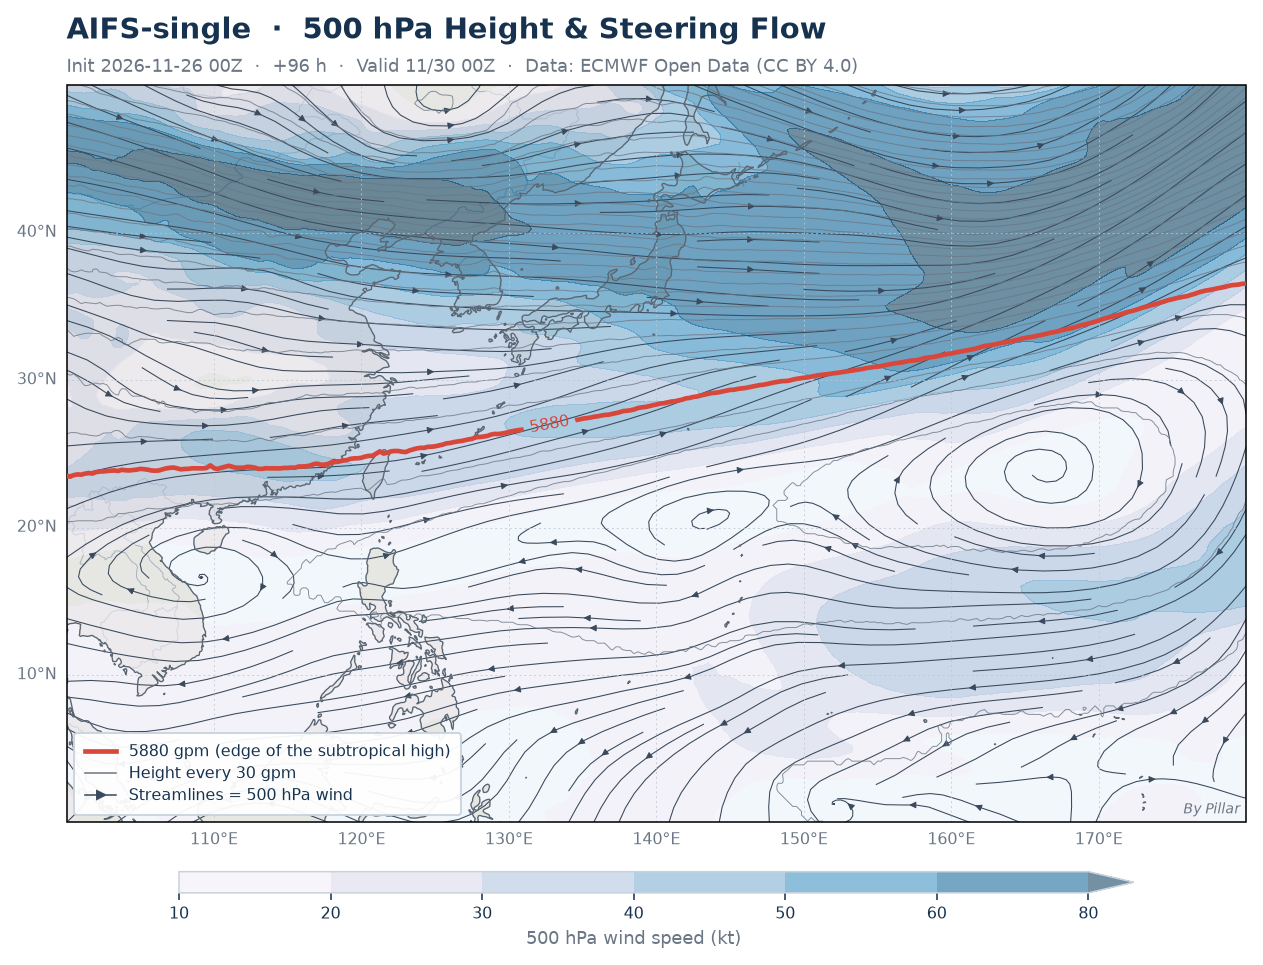 AIFS-single · 500 hPa Height & Steering Flow
Init 2026-11-26 00Z · +96 h · Valid 11/30 00Z · Data: ECMWF Open Data (CC BY 4.0)
40°N
30°N
20°N
10°N
5880
5880 gpm (edge of the subtropical high)
Height every 30 gpm
Streamlines = 500 hPa wind
By Pillar
110°E 120°E 130°E 140°E 150°E 160°E 170°E
10 20 30 40 50 60 80
500 hPa wind speed (kt)